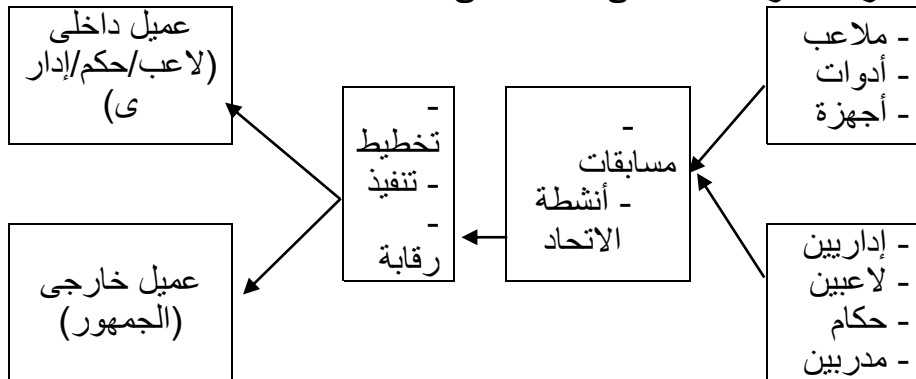 - ملاعب
- أدوات
- أجهزة
- إداريين
- لاعبين
- حكام
- مدربين
-
مسابقات
- أنشطة
الاتحاد
-
تخطيط
- تنفيذ
-
رقابة
عميل داخلى
(لاعب/حكم/إدار
ى)
عميل خارجى
(الجمهور)